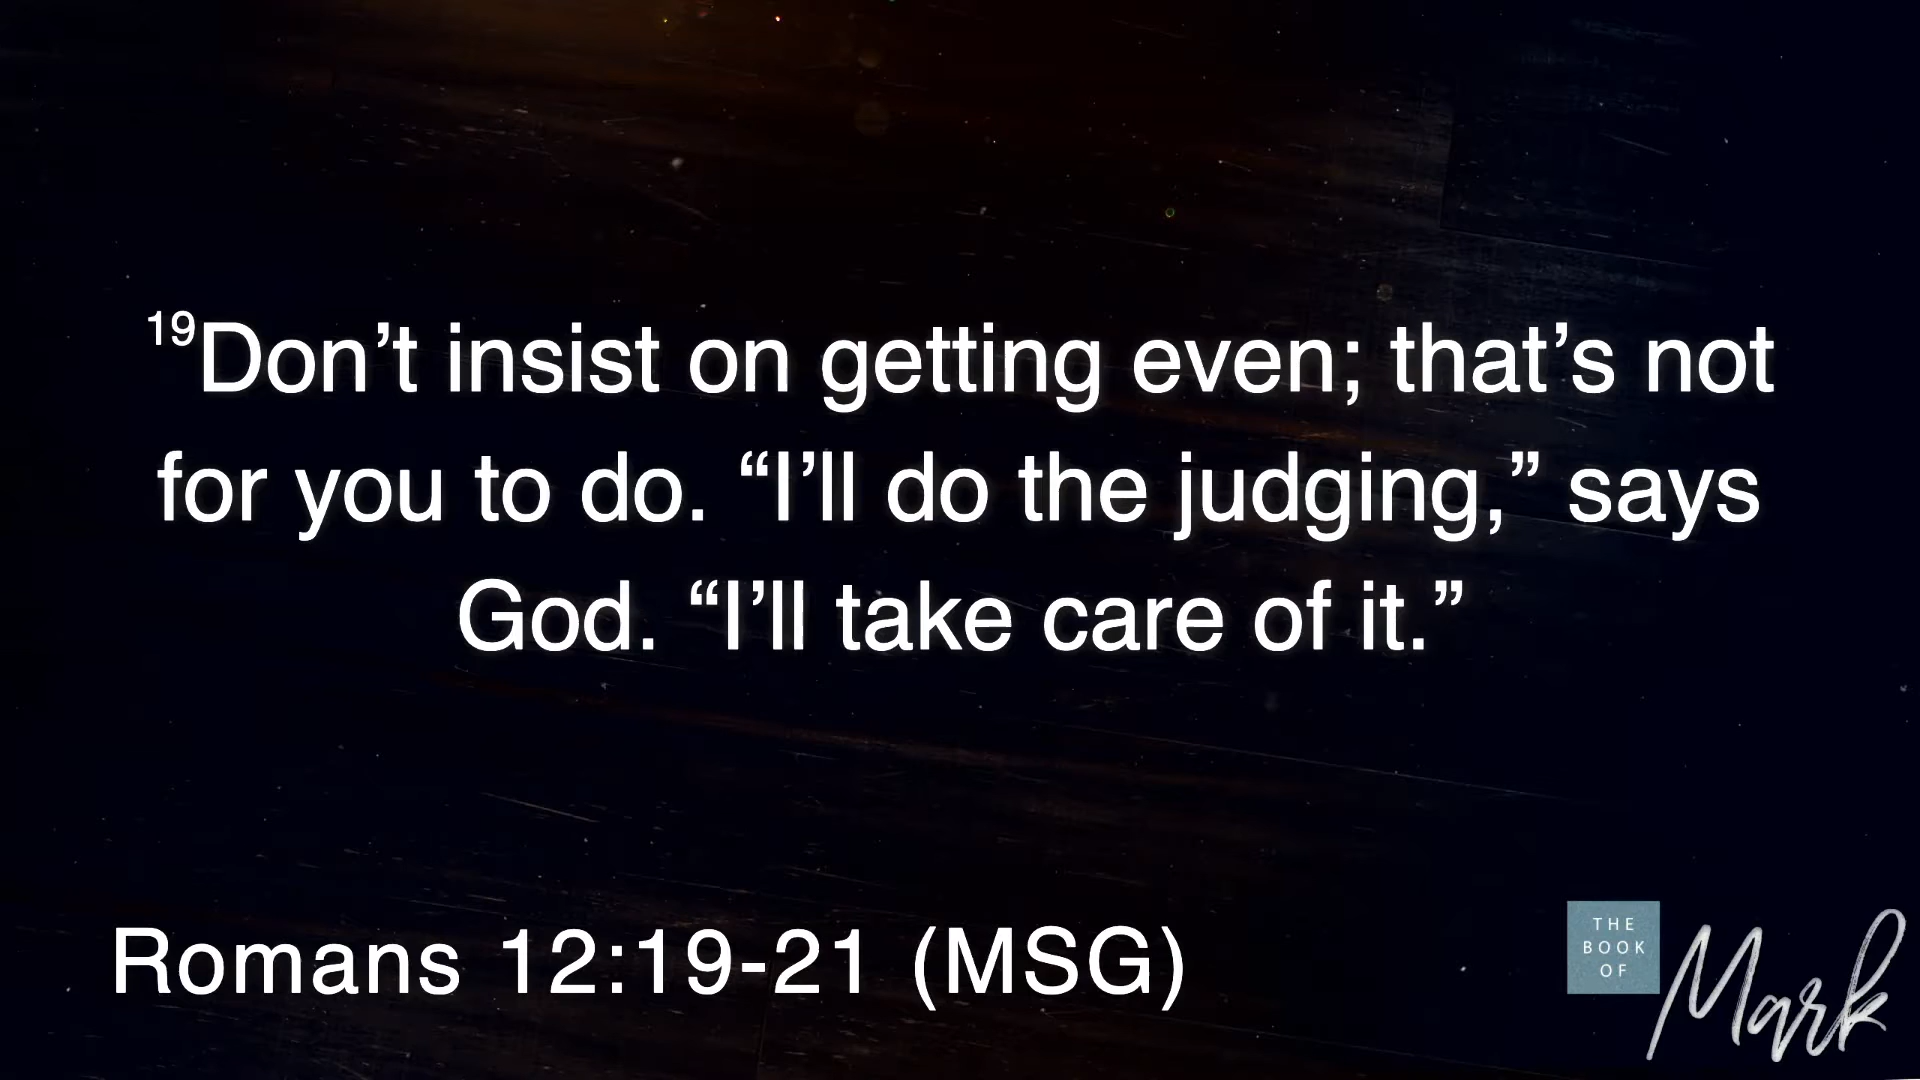 19Don’t insist on getting even; that’s not
for you to do. “I’ll do the judging,” says
God. “I’ll take care of it.”
Romans 12:19-21 (MSG)
THE
BOOK
OF
Mark